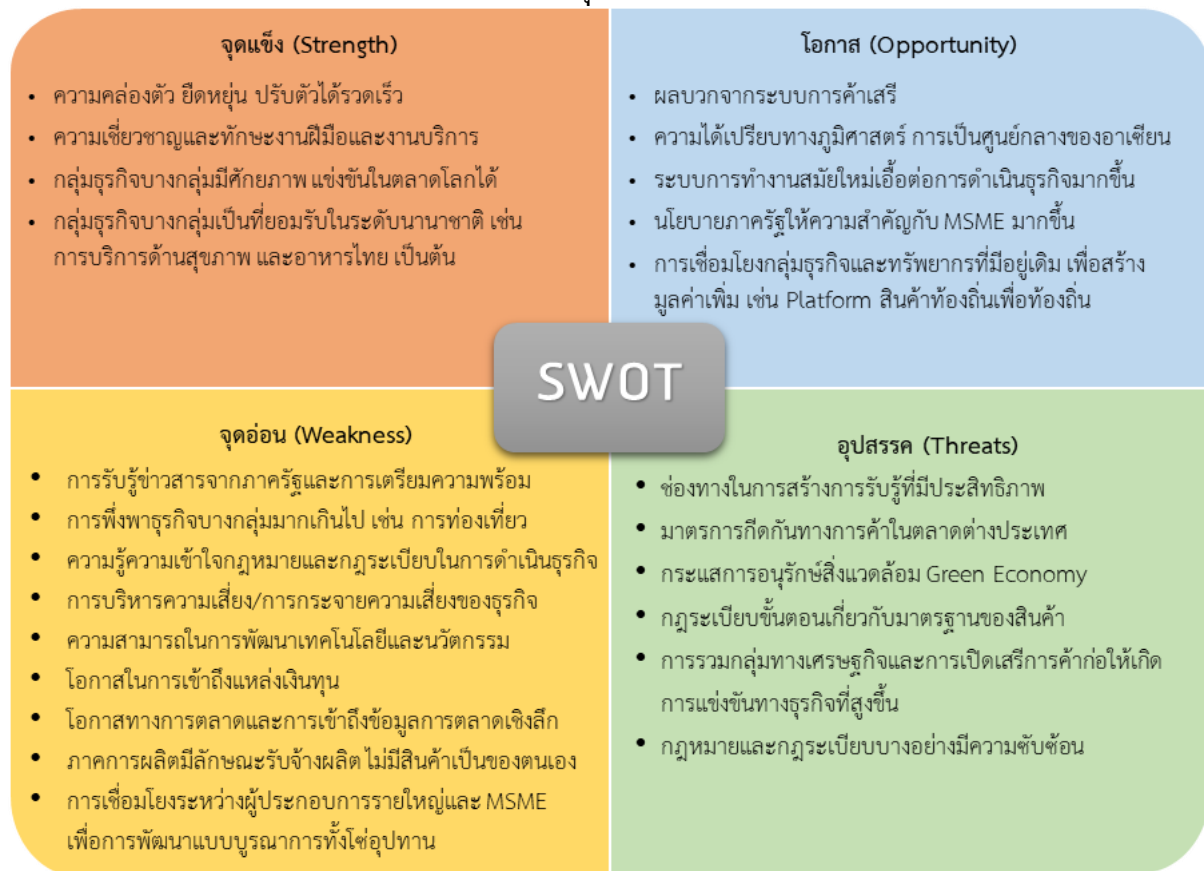 จุดแข็ง (Strength)
• ความคล่องตัว ยืดหยุ่น ปรับตัวได้รวดเร็ว
• ความเชี่ยวชาญและทักษะงานฝีมือและงานบริการ
• กลุ่มธุรกิจบางกลุ่มมีศักยภาพ แข่งขันในตลาดโลกได้
• กลุ่มธุรกิจบางกลุ่มเป็นที่ยอมรับในระดับนานาชาติ เช่น
การบริการด้านสุขภาพ และอาหารไทย เป็นต้น
โอกาส (Opportunity)
• ผลบวกจากระบบการค้าเสรี
• ความได้เปรียบทางภูมิศาสตร์ การเป็นศูนย์กลางของอาเซียน
• ระบบการทำงานสมัยใหม่เอื้อต่อการดำเนินธุรกิจมากขึ้น
• นโยบายภาครัฐให้ความสำคัญกับ MSME มากขึ้น
• การเชื่อมโยงกลุ่มธุรกิจและทรัพยากรที่มีอยู่เดิม เพื่อสร้าง
มูลค่าเพิ่ม เช่น Platform สินค้าท้องถิ่นเพื่อท้องถิ่น
SWOT
จุดอ่อน (Weakness)
• การรับรู้ข่าวสารจากภาครัฐและการเตรียมความพร้อม
• การพึ่งพาธุรกิจบางกลุ่มมากเกินไป เช่น การท่องเที่ยว
• ความรู้ความเข้าใจกฎหมายและกฎระเบียบในการดำเนินธุรกิจ
• การบริหารความเสี่ยง/การกระจายความเสี่ยงของธุรกิจ
• ความสามารถในการพัฒนาเทคโนโลยีและนวัตกรรม
• โอกาสในการเข้าถึงแหล่งเงินทุน
• โอกาสทางการตลาดและการเข้าถึงข้อมูลการตลาดเชิงลึก
• ภาคการผลิตมีลักษณะรับจ้างผลิต ไม่มีสินค้าเป็นของตนเอง
• การเชื่อมโยงระหว่างผู้ประกอบการรายใหญ่และ MSME
เพื่อการพัฒนาแบบบูรณาการทั้งโซ่อุปทาน
อุปสรรค (Threats)
• ช่องทางในการสร้างการรับรู้ที่มีประสิทธิภาพ
• มาตรการกีดกันทางการค้าในตลาดต่างประเทศ
• กระแสการอนุรักษ์สิ่งแวดล้อม Green Economy
• กฎระเบียบขั้นตอนเกี่ยวกับมาตรฐานของสินค้า
• การรวมกลุ่มทางเศรษฐกิจและการเปิดเสรีการค้าก่อให้เกิด
การแข่งขันทางธุรกิจที่สูงขึ้น
• กฎหมายและกฎระเบียบบางอย่างมีความซับซ้อน